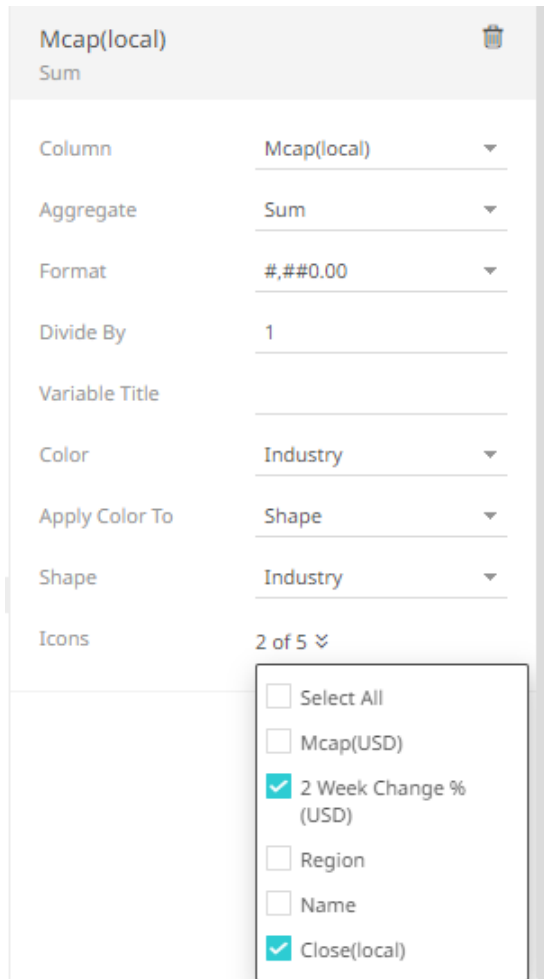 Mcap(local)
Sum
Column Mcap(local)
Aggregate Sum
Format #,##0.00
Divide By 1
Variable Title
Color Industry
Apply Color To Shape
Shape Industry
Icons 2 of 5
Select All
Mcap(USD)
2 Week Change %
(USD)
Region
Name
Close(local)